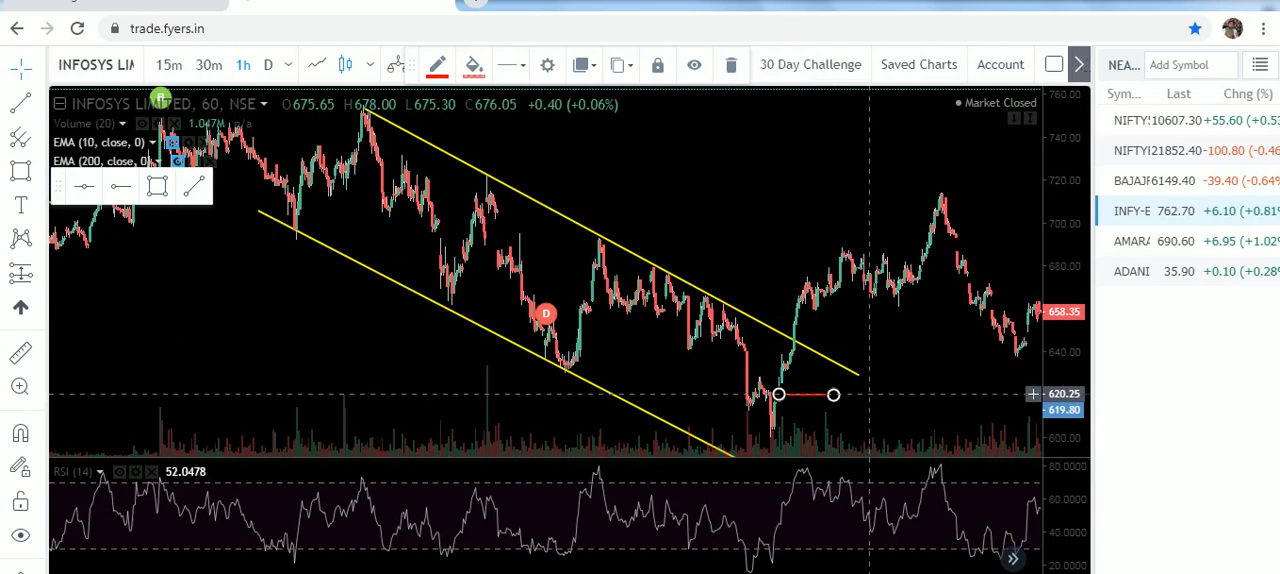 trade.fyers.in
INFOSYS LIM 15m 30m 1h D 30 Day Challenge Saved Charts Account NEA... Add Symbol
INFOSYS LIMITED, 60, NSE O675.65 H678.00 L675.30 C676.05 +0.40 (+0.06%) Market Closed
Volume (20) 1.047M n/a
EMA (10, close, 0)
EMA (200, close, 0)
Sym... Last Chng (%)
NIFTY 10607.30 +55.60 (+0.53
NIFTY 21852.40 -100.80 (-0.46
BAJAJF 6149.40 -39.40 (-0.64%
INFY-E 762.70 +6.10 (+0.81%
AMARA 690.60 +6.95 (+1.02%
ADANI 35.90 +0.10 (+0.28%
760.00
740.00
720.00
700.00
680.00
658.35
640.00
620.25
619.80
600.00
D
RSI (14) 52.0478
80.0000
60.0000
40.0000
20.0000